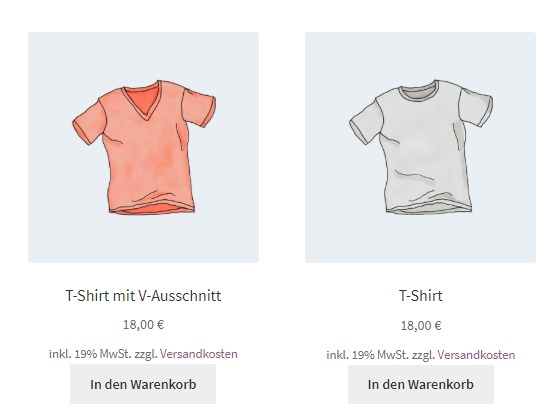 T-Shirt mit V-Ausschnitt
18,00 €
inkl. 19% MwSt. zzgl. Versandkosten
In den Warenkorb
T-Shirt
18,00 €
inkl. 19% MwSt. zzgl. Versandkosten
In den Warenkorb